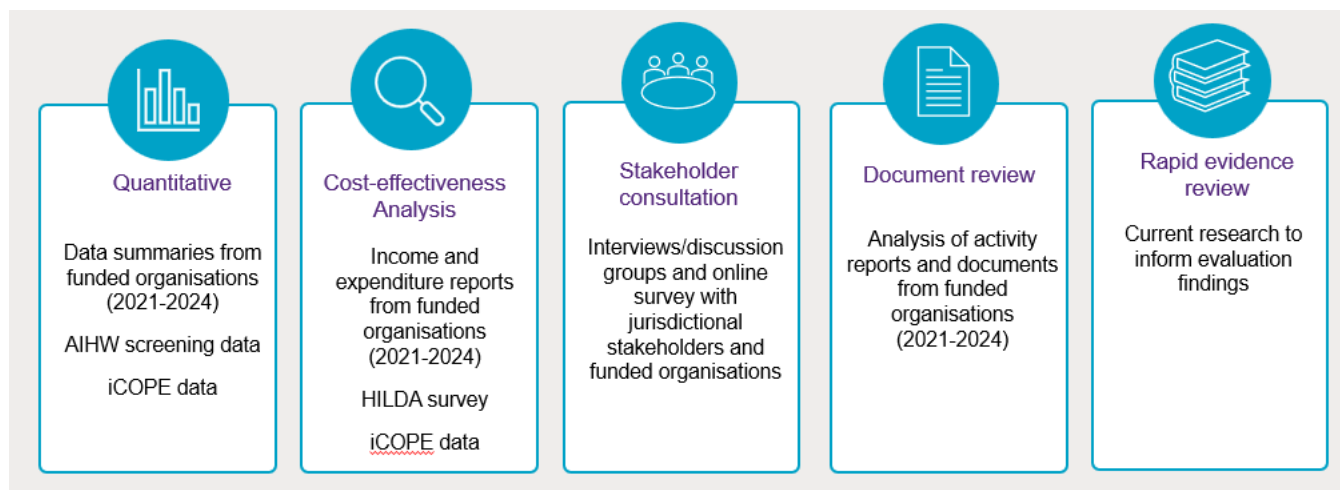 Quantitative
Data summaries from
funded organisations
(2021-2024)
AIHW screening data
iCOPE data
Cost-effectiveness
Analysis
Income and
expenditure reports
from funded
organisations
(2021-2024)
HILDA survey
iCOPE data
Stakeholder
consultation
Interviews/discussion
groups and online
survey with
jurisdictional
stakeholders and
funded organisations
Document review
Analysis of activity
reports and documents
from funded
organisations
(2021-2024)
Rapid evidence
review
Current research to
inform evaluation
findings